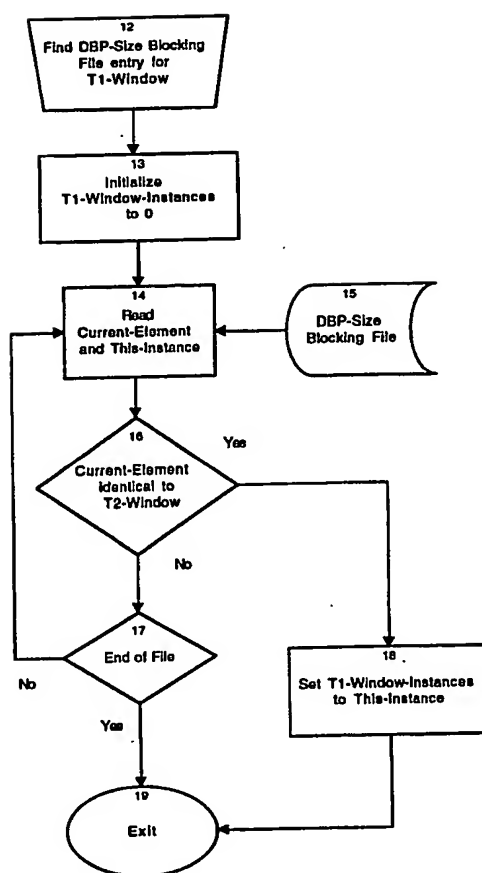 12
Find DBP-Size Blocking
File entry for
T1-Window
13
Initialize
T1-Window-Instances
to 0
14
Read
Current-Element
and This-Instance
15
DBP-Size
Blocking File
16
Current-Element
identical to
T2-Window
Yes
No
17
End of File
No
Yes
18
Set T1-Window-Instances
to This-Instance
19
Exit